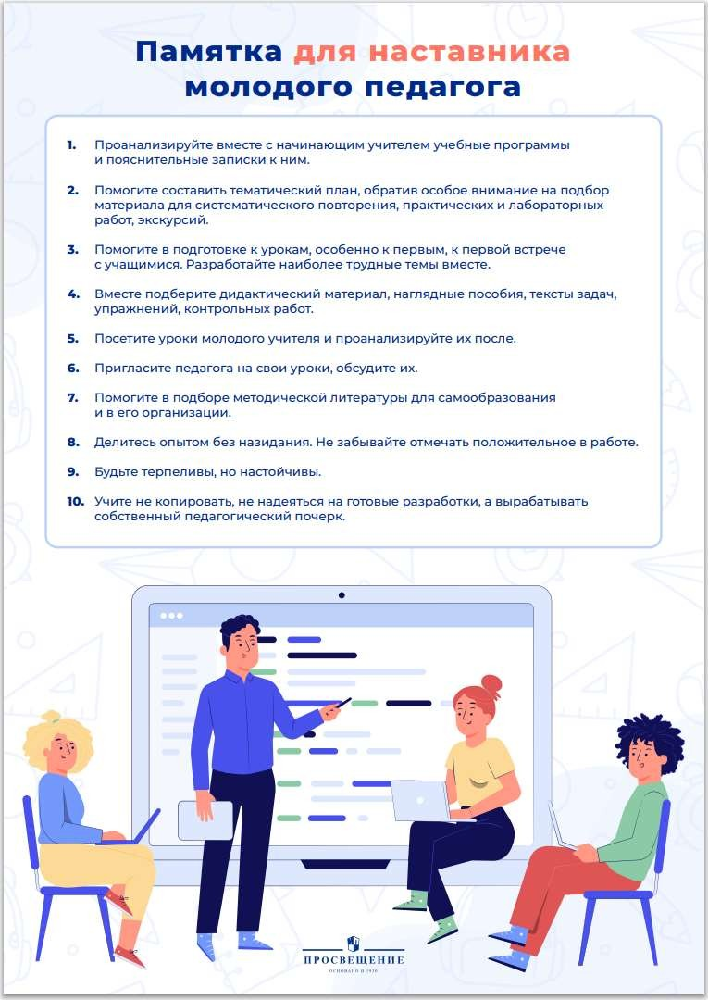 Памятка для наставника
молодого педагога
1. Проанализируйте вместе с начинающим учителем учебные программы
и пояснительные записки к ним.
2. Помогите составить тематический план, обратив особое внимание на подбор
материала для систематического повторения, практических и лабораторных
работ, экскурсий.
3. Помогите в подготовке к урокам, особенно к первым, к первой встрече
с учащимися. Разработайте наиболее трудные темы вместе.
4. Вместе подберите дидактический материал, наглядные пособия, тексты задач,
упражнений, контрольных работ.
5. Посетите уроки молодого учителя и проанализируйте их после.
6. Пригласите педагога на свои уроки, обсудите их.
7. Помогите в подборе методической литературы для самообразования
и в его организации.
8. Делитесь опытом без назидания. Не забывайте отмечать положительное в работе.
9. Будьте терпеливы, но настойчивы.
10. Учите не копировать, не надеяться на готовые разработки, а вырабатывать
собственный педагогический почерк.
ПРОСВЕЩЕНИЕ
ОСНОВАНО В 1930